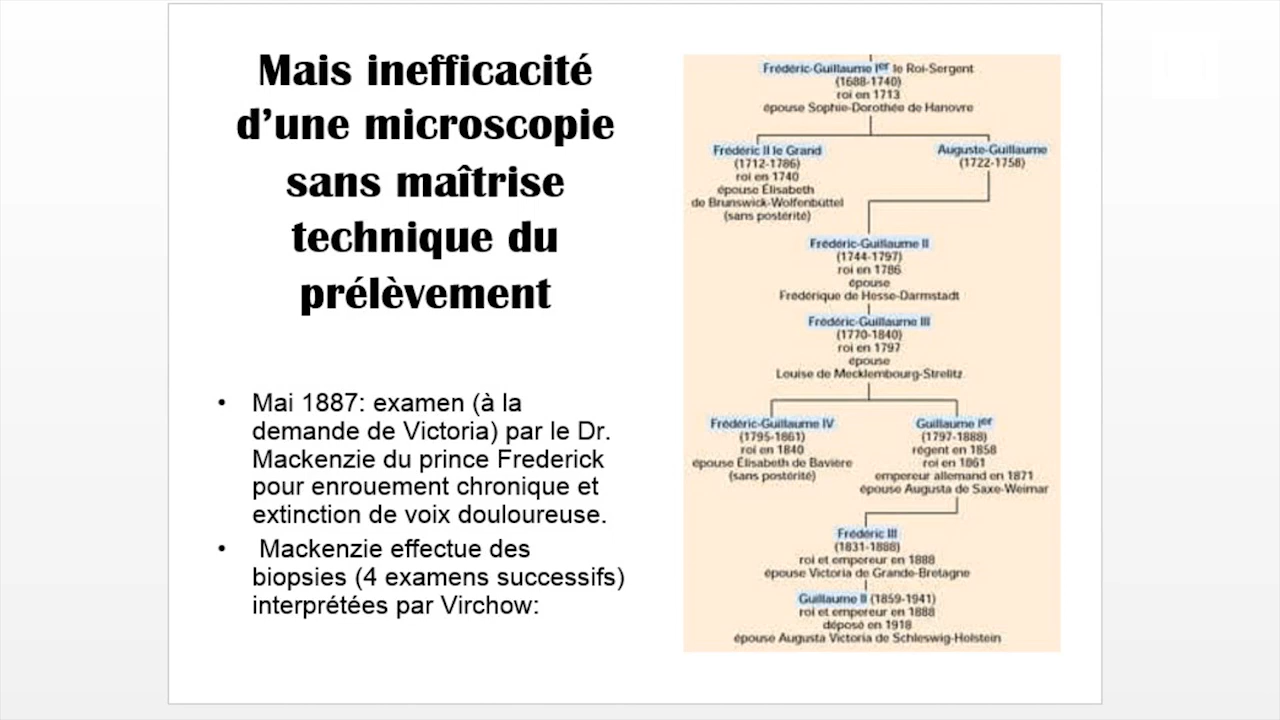 Mais inefficacité
d'une microscopie
sans maîtrise
technique du
prélèvement
• Mai 1887: examen (à la
demande de Victoria) par le Dr.
Mackenzie du prince Frederick
pour enrouement chronique et
extinction de voix douloureuse.
• Mackenzie effectue des
biopsies (4 examens successifs)
interprétées par Virchow:
Frédéric-Guillaume Ier le Roi-Sergent
(1688-1740)
roi en 1713
épouse Sophie-Dorothée de Hanovre
Frédéric II le Grand
(1712-1786)
roi en 1740
épouse Élisabeth
de Brunswick-Wolfenbüttel
(sans postérité)
Auguste-Guillaume
(1722-1758)
Frédéric-Guillaume II
(1744-1797)
roi en 1786
épouse
Frédérique de Hesse-Darmstadt
Frédéric-Guillaume III
(1770-1840)
roi en 1797
épouse
Louise de Mecklembourg-Strelitz
Frédéric-Guillaume IV
(1795-1861)
roi en 1840
épouse Élisabeth de Bavière
(sans postérité)
Guillaume Ier
(1797-1888)
régent en 1858
roi en 1861
empereur allemand en 1871
épouse Augusta de Saxe-Weimar
Frédéric III
(1831-1888)
roi et empereur en 1888
épouse Victoria de Grande-Bretagne
Guillaume II (1859-1941)
roi et empereur en 1888
déposé en 1918
épouse Augusta Victoria de Schleswig-Holstein